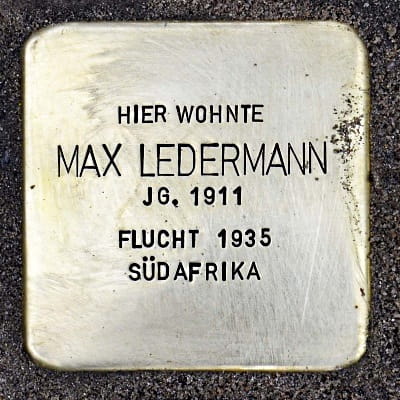 HIER WOHNTE
MAX LEDERMANN
JG. 1911
FLUCHT 1935
SÜDAFRIKA